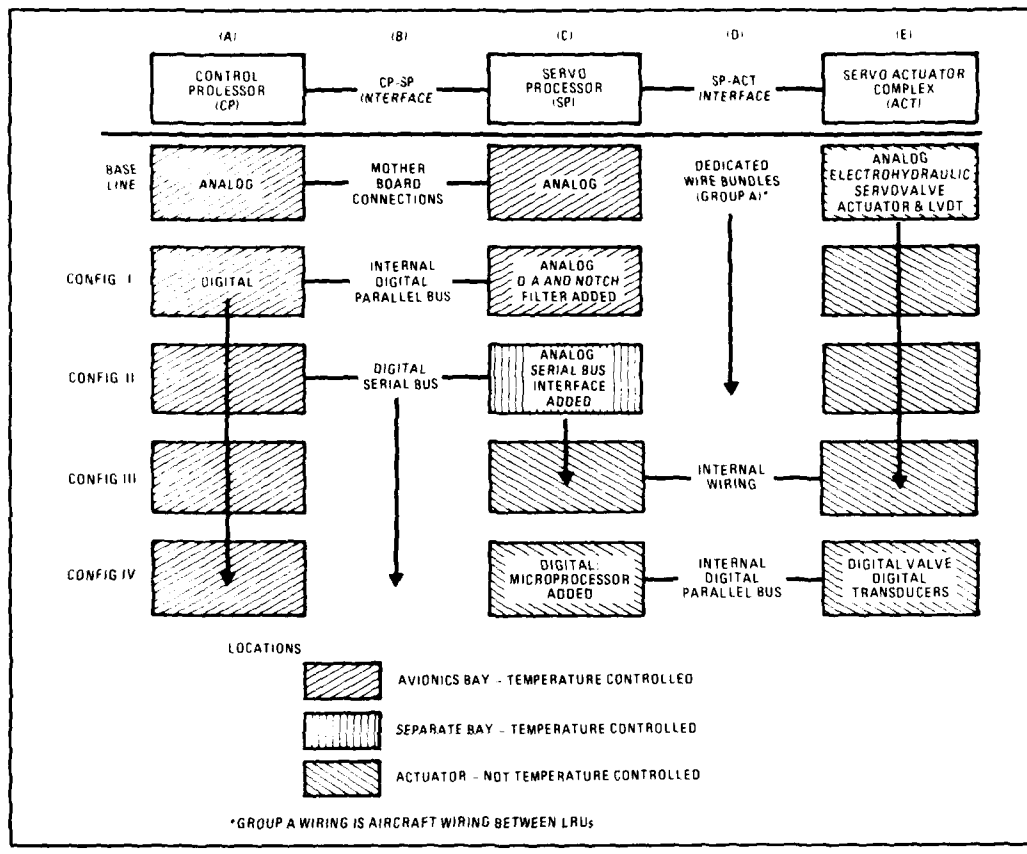 (A) (B) (C) (D) (E)
CONTROL PROLESSOR (CP)
CP-SP INTERFACE
SERVO PROCESSOR (SP)
SP-ACT INTERFACE
SERVO ACTUATOR COMPLEX (ACT)
BASE LINE
ANALOG
MOTHER BOARD CONNECTIONS
ANALOG
DEDICATED WIRE BUNDLES (GROUP A)*
ANALOG ELECTROHYDRAULIC SERVOVALVE ACTUATOR & LVDT
CONFIG I
DIGITAL
INTERNAL DIGITAL PARALLEL BUS
ANALOG D A AND NOTCH FILTER ADDED
CONFIG II
DIGITAL SERIAL BUS
ANALOG SERIAL BUS INTERFACE ADDED
CONFIG III
INTERNAL WIRING
CONFIG IV
DIGITAL: MICROPROCESSOR ADDED
INTERNAL DIGITAL PARALLEL BUS
DIGITAL VALVE DIGITAL TRANSDUCERS
LOCATIONS
AVIONICS BAY – TEMPERATURE CONTROLLED
SEPARATE BAY – TEMPERATURE CONTROLLED
ACTUATOR – NOT TEMPERATURE CONTROLLED
*GROUP A WIRING IS AIRCRAFT WIRING BETWEEN LRUs